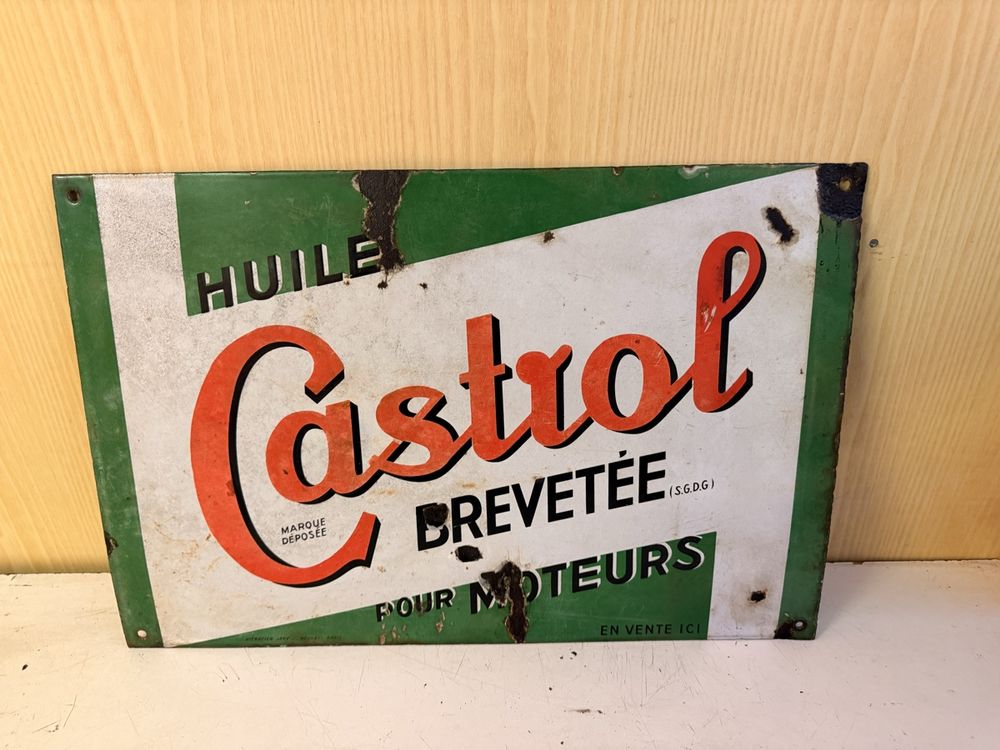 HUILE
Castrol
MARQUE
DÉPOSÉE
BREVETÉE (S.G.D.G)
POUR MOTEURS
EN VENTE ICI